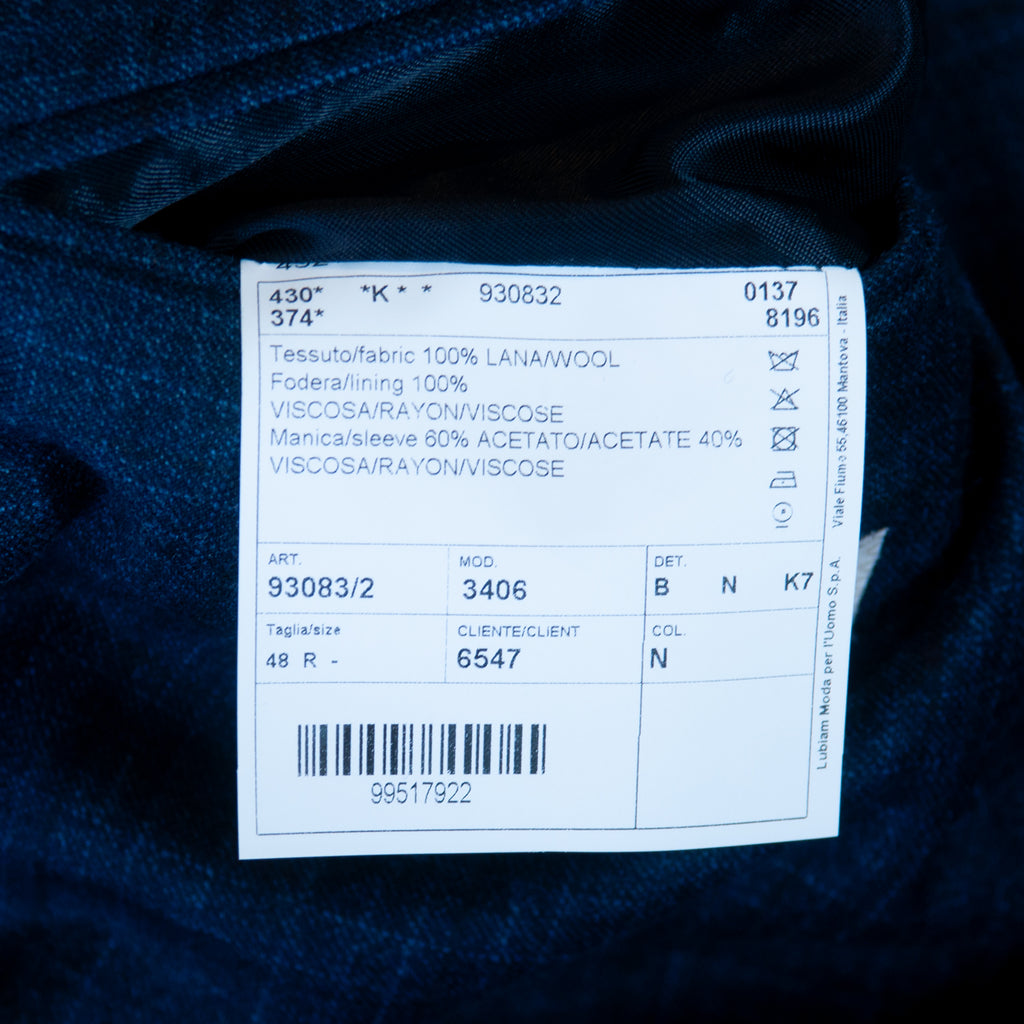 430* *K * * 930832 0137
374* 8196
Tessuto/fabric 100% LANA/WOOL
Fodera/lining 100%
VISCOSA/RAYON/VISCOSE
Manica/sleeve 60% ACETATO/ACETATE 40%
VISCOSA/RAYON/VISCOSE
ART. MOD. DET.
93083/2 3406 B N K7
Taglia/size CLIENTE/CLIENT COL.
48 R - 6547 N
99517922
Lubiam Moda per l'Uomo S.p.A. Viale Fiume 55,46100 Mantova - Italia